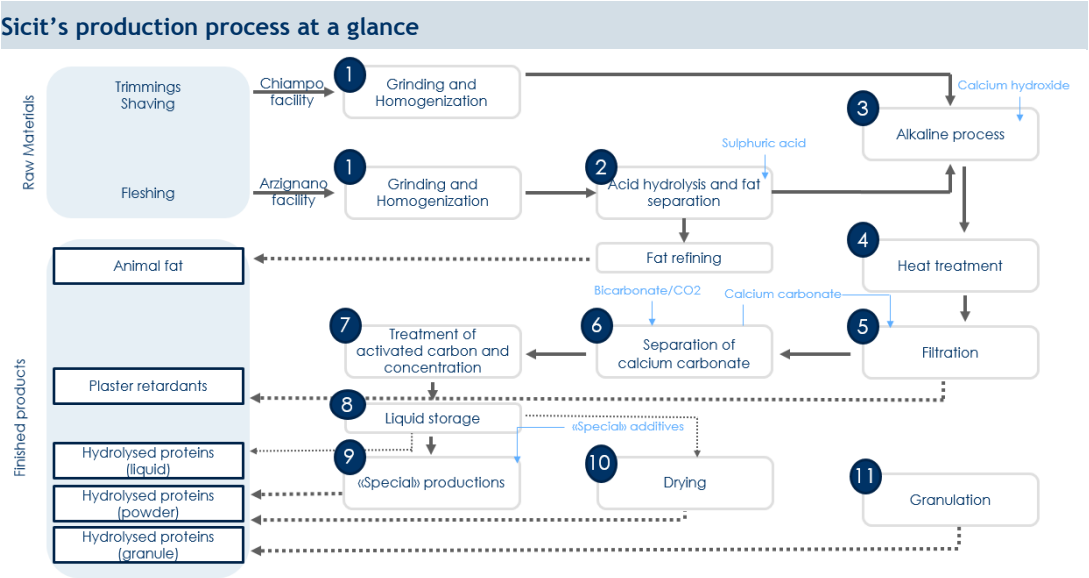 Sicit’s production process at a glance
Raw Materials
Trimmings
Shaving
Chiampo
facility
1
Grinding and
Homogenization
Calcium hydroxide
3
Alkaline process
Fleshing
Arzignano
facility
1
Grinding and
Homogenization
Sulphuric acid
2
Acid hydrolysis and fat
separation
Finished products
Animal fat
Fat refining
4
Heat treatment
Bicarbonate/CO2
Calcium carbonate
7
Treatment of
activated carbon and
concentration
6
Separation of
calcium carbonate
5
Filtration
Plaster retardants
8
Liquid storage
«Special» additives
Hydrolysed proteins
(liquid)
9
«Special» productions
10
Drying
11
Granulation
Hydrolysed proteins
(powder)
Hydrolysed proteins
(granule)